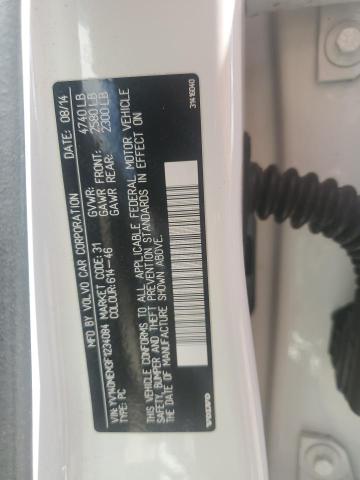 MFD. BY VOLVO CAR CORPORATION DATE: 08/14
GVWR: 4740 LB
GAWR FRONT: 2580 LB
GAWR REAR: 2300 LB
MARKET CODE: 31
COLOUR: 614-46
TYPE: PC
THIS VEHICLE CONFORMS TO ALL APPLICABLE FEDERAL MOTOR VEHICLE
SAFETY, BUMPER AND THEFT PREVENTION STANDARDS IN EFFECT ON
THE DATE OF MANUFACTURE SHOWN ABOVE.
VOLVO
31416040